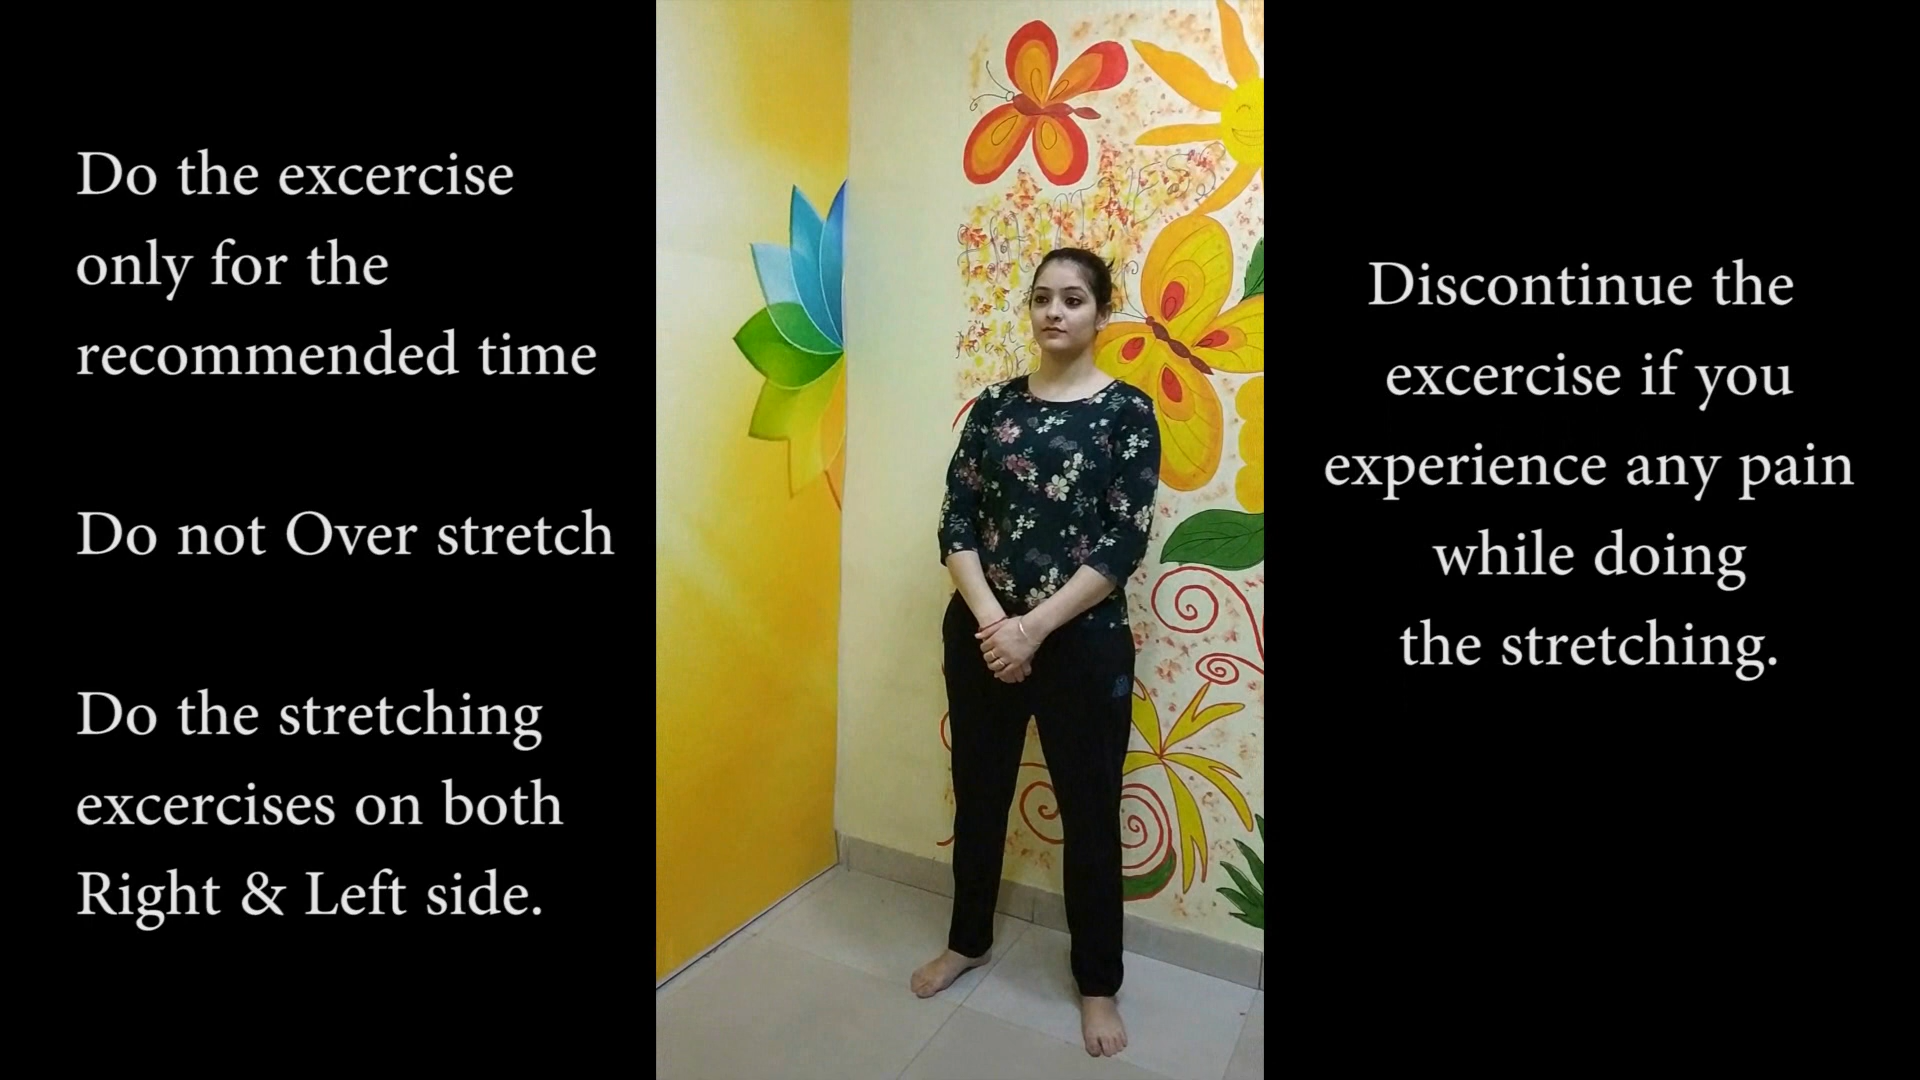 Do the excercise
only for the
recommended time
Do not Over stretch
Do the stretching
excercises on both
Right & Left side.
Discontinue the
excercise if you
experience any pain
while doing
the stretching.